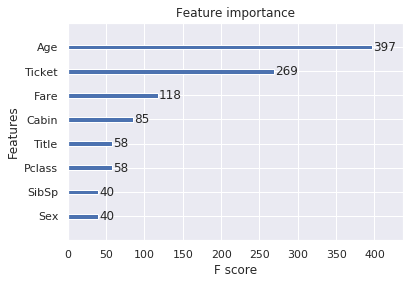 Feature importance
Features
Age 397
Ticket 269
Fare 118
Cabin 85
Title 58
Pclass 58
SibSp 40
Sex 40
0 50 100 150 200 250 300 350 400
F score